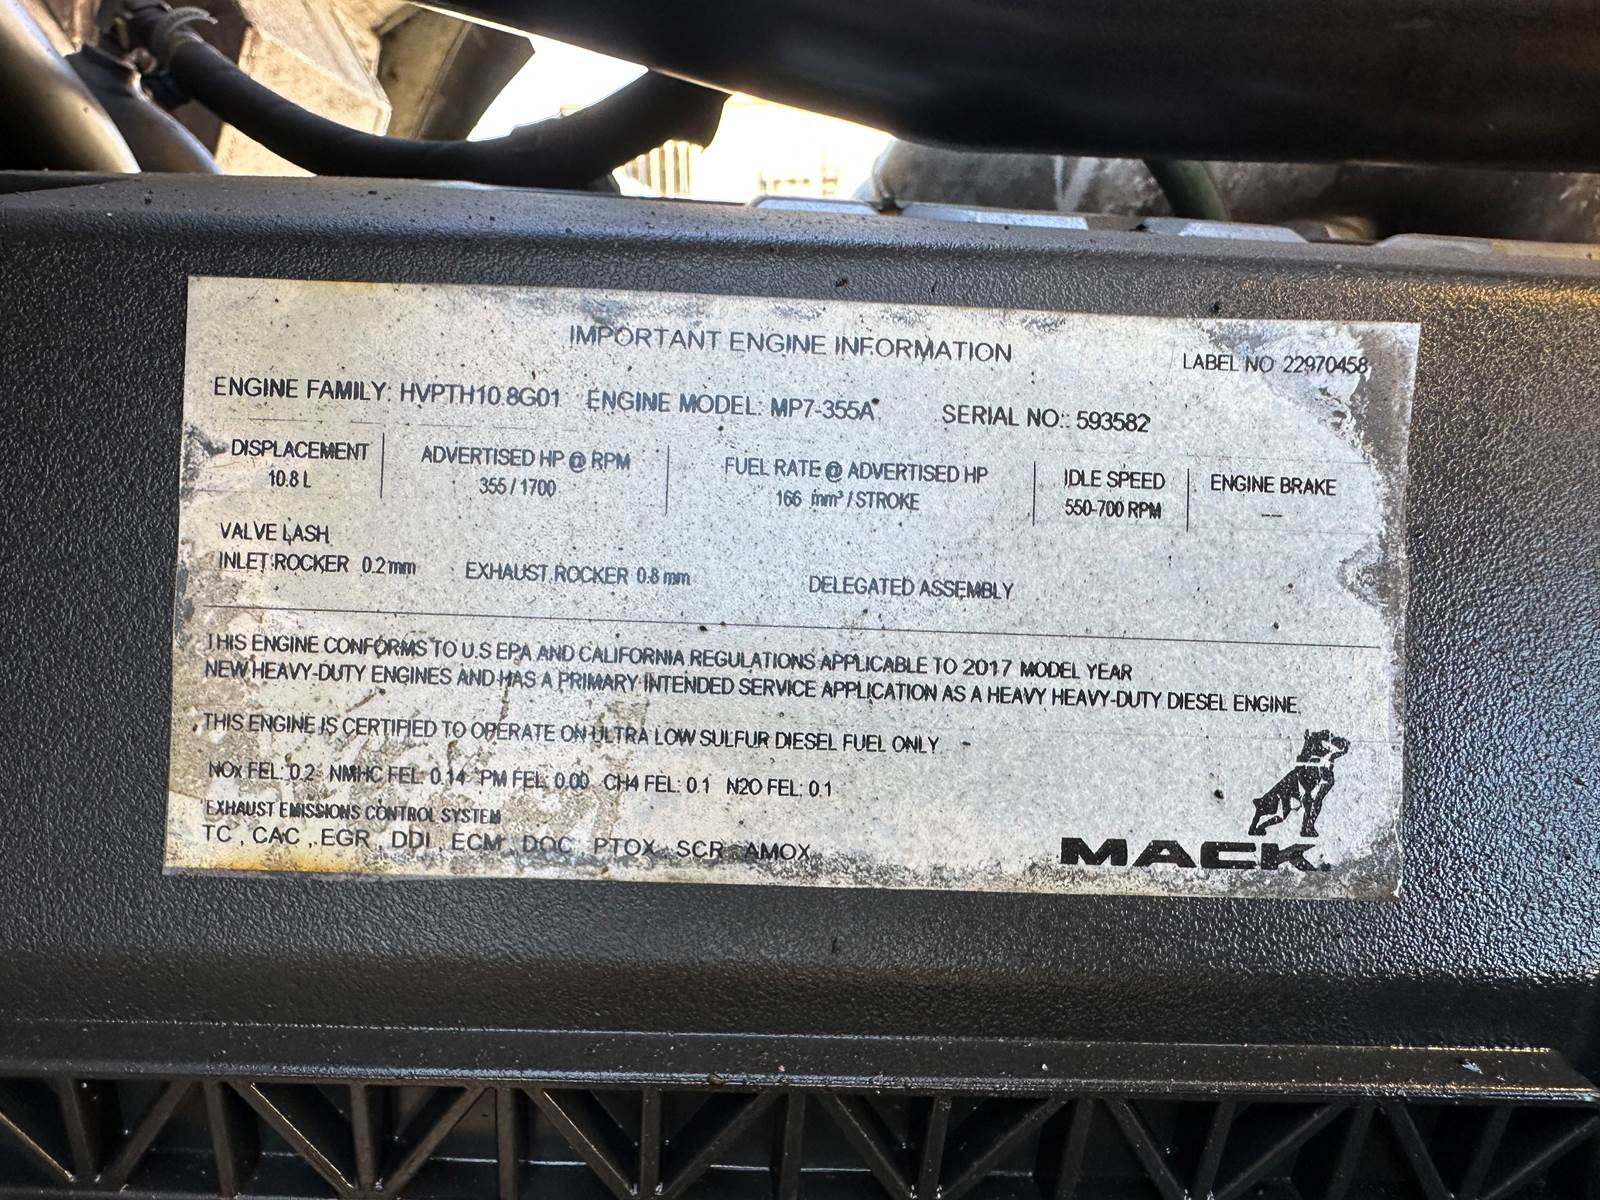 IMPORTANT ENGINE INFORMATION
LABEL NO 22970458
ENGINE FAMILY: HVPTH10.8G01 ENGINE MODEL: MP7-355A SERIAL NO.: 593582
DISPLACEMENT ADVERTISED HP @ RPM FUEL RATE @ ADVERTISED HP IDLE SPEED ENGINE BRAKE
10.8 L 355 / 1700 166 mm³ / STROKE 550-700 RPM ---
VALVE LASH
INLET ROCKER 0.2 mm EXHAUST ROCKER 0.8 mm DELEGATED ASSEMBLY
THIS ENGINE CONFORMS TO U.S EPA AND CALIFORNIA REGULATIONS APPLICABLE TO 2017 MODEL YEAR
NEW HEAVY-DUTY ENGINES AND HAS A PRIMARY INTENDED SERVICE APPLICATION AS A HEAVY HEAVY-DUTY DIESEL ENGINE.
THIS ENGINE IS CERTIFIED TO OPERATE ON ULTRA LOW SULFUR DIESEL FUEL ONLY.
NOx FEL: 0.2 NMHC FEL: 0.14 PM FEL: 0.00 CH4 FEL: 0.1 N2O FEL: 0.1
EXHAUST EMISSIONS CONTROL SYSTEM
TC , CAC , EGR , DDI , ECM , DOC , PTOX , SCR , AMOX
MACK